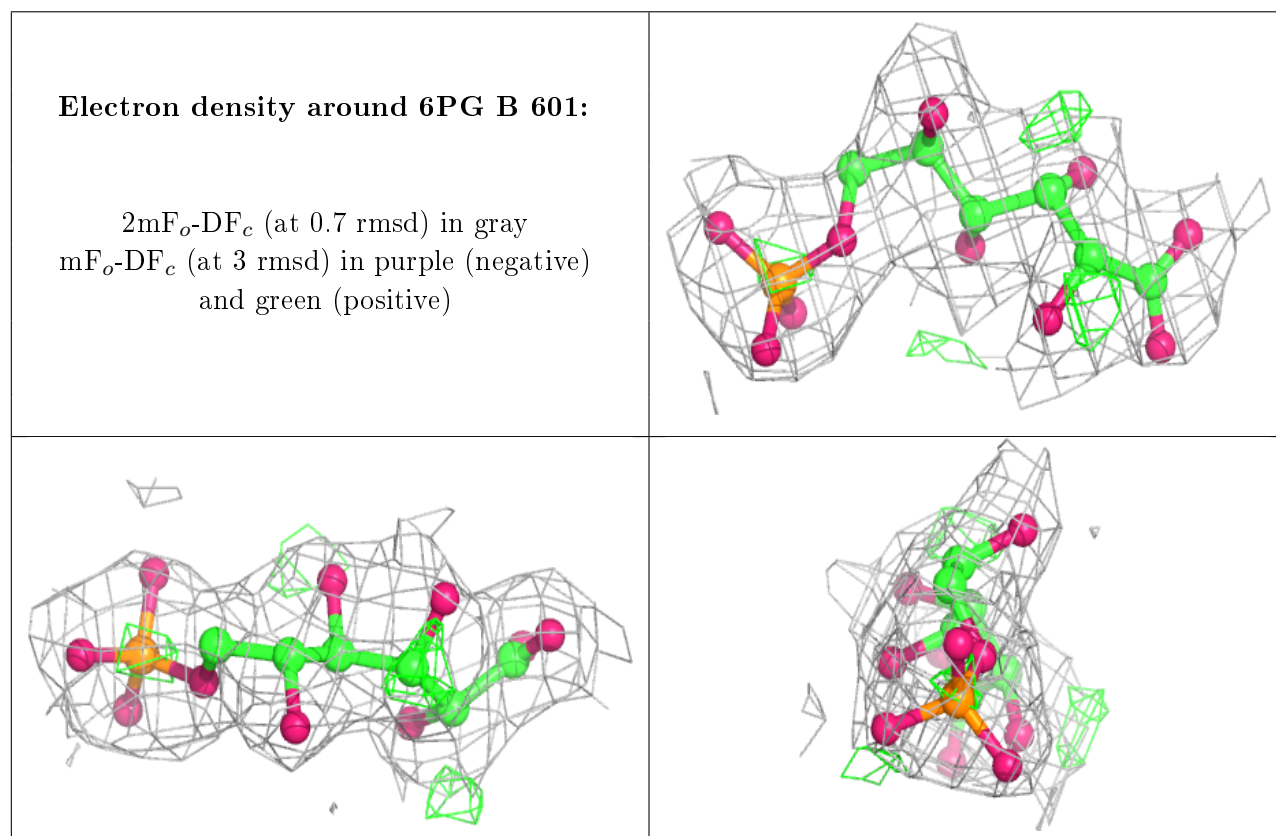 Electron density around 6PG B 601:
2mFo-DFc (at 0.7 rmsd) in gray
mFo-DFc (at 3 rmsd) in purple (negative)
and green (positive)